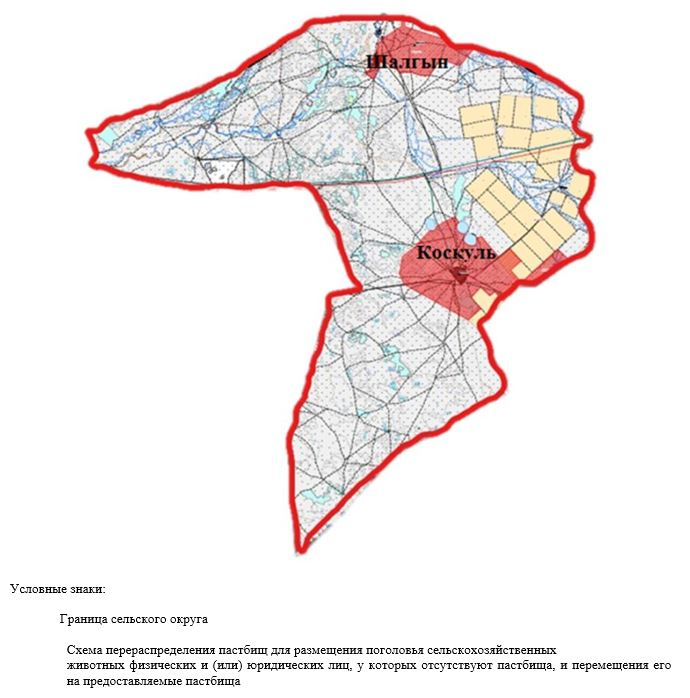 Шалгын
Коскуль
Условные знаки:
Граница сельского округа
Схема перераспределения пастбищ для размещения поголовья сельскохозяйственных
животных физических и (или) юридических лиц, у которых отсутствуют пастбища, и перемещения его
на предоставляемые пастбища